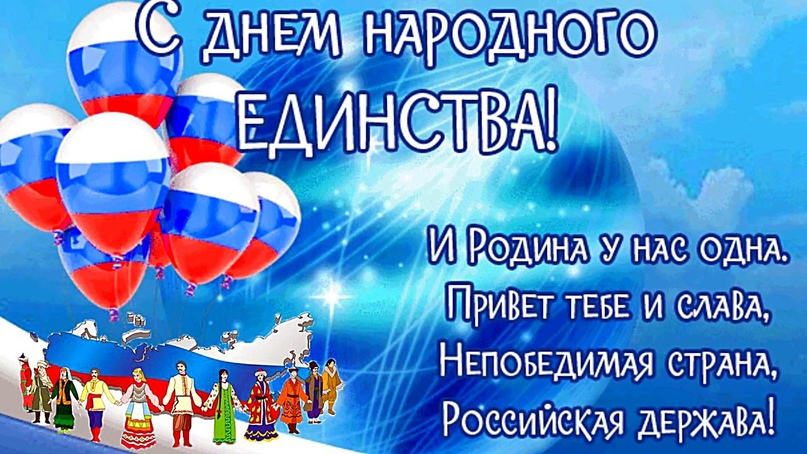 С днем народного
ЕДИНСТВА!
И Родина у нас одна.
Привет тебе и слава,
Непобедимая страна,
Российская держава!